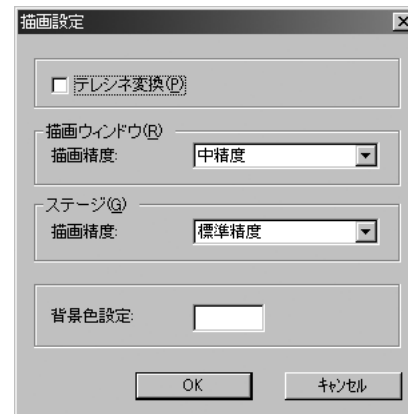 描画設定
テレシネ変換(P)
描画ウィンドウ(R)
描画精度: 中精度
ステージ(G)
描画精度: 標準精度
背景色設定:
OK キャンセル